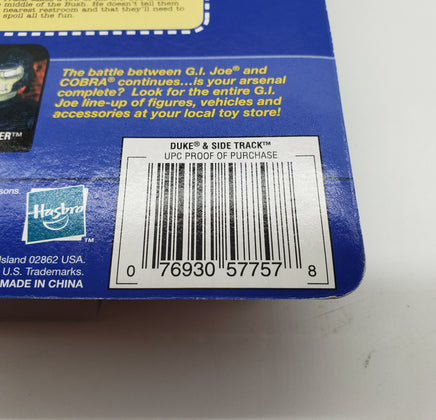 middle of the Bush. He doesn't tell them
nearest restroom and that they'll need to
spoil all the fun.
The battle between G.I. Joe® and
COBRA® continues...is your arsenal
complete? Look for the entire G.I.
Joe line-up of figures, vehicles and
accessories at your local toy store!
ER™
DUKE® & SIDE TRACK™
UPC PROOF OF PURCHASE
0 76930 57757 8
sons.
Hasbro
™
Island 02862 USA.
U.S. Trademarks.
MADE IN CHINA